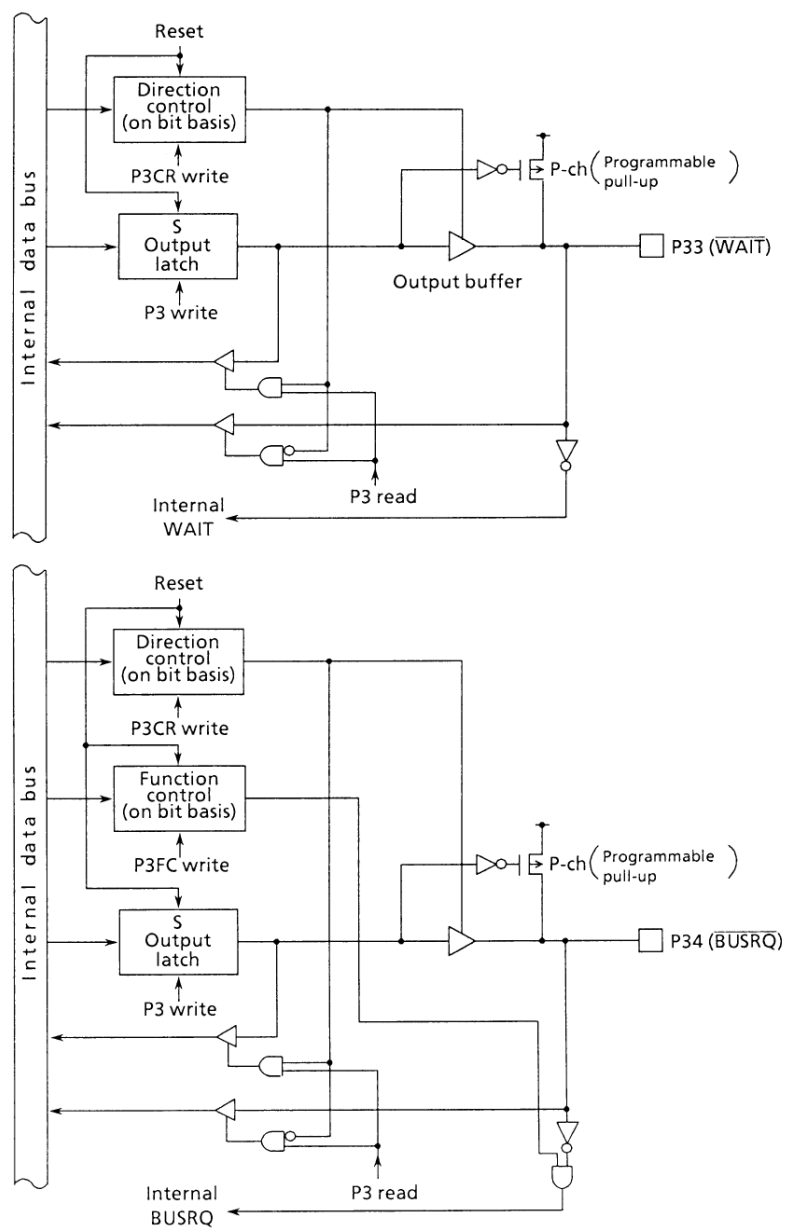 Reset
Direction
control
(on bit basis)
P3CR write
P-ch (Programmable
pull-up)
S
Output
latch
P33 (W̅A̅I̅T̅)
Output buffer
P3 write
Internal data bus
P3 read
Internal
WAIT
Reset
Direction
control
(on bit basis)
P3CR write
Function
control
(on bit basis)
P3FC write
P-ch (Programmable
pull-up)
S
Output
latch
P34 (B̅U̅S̅R̅Q̅)
P3 write
Internal data bus
P3 read
Internal
BUSRQ